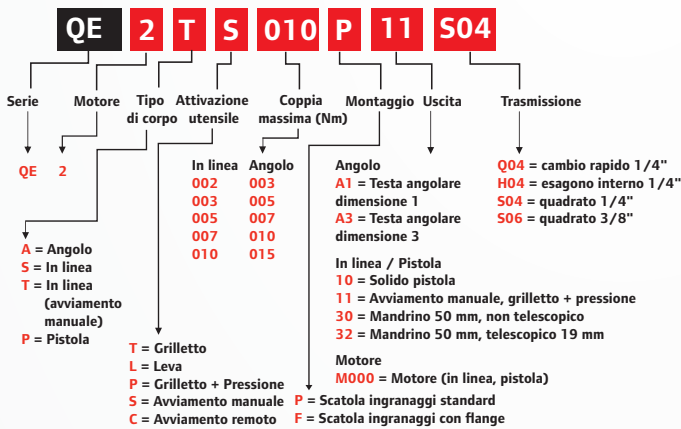 QE 2 T S 010 P 11 S04
Serie
Motore
Tipo
di corpo
Attivazione
utensile
Coppia
massima (Nm)
Montaggio
Uscita
Trasmissione
QE
2
A = Angolo
S = In linea
T = In linea
(avviamento
manuale)
P = Pistola
T = Grilletto
L = Leva
P = Grilletto + Pressione
S = Avviamento manuale
C = Avviamento remoto
In linea Angolo
002 003
003 005
005 007
007 010
010 015
P = Scatola ingranaggi standard
F = Scatola ingranaggi con flange
Angolo
A1 = Testa angolare
dimensione 1
A3 = Testa angolare
dimensione 3
In linea / Pistola
10 = Solido pistola
11 = Avviamento manuale, grilletto + pressione
30 = Mandrino 50 mm, non telescopico
32 = Mandrino 50 mm, telescopico 19 mm
Motore
M000 = Motore (in linea, pistola)
Q04 = cambio rapido 1/4"
H04 = esagono interno 1/4"
S04 = quadrato 1/4"
S06 = quadrato 3/8"